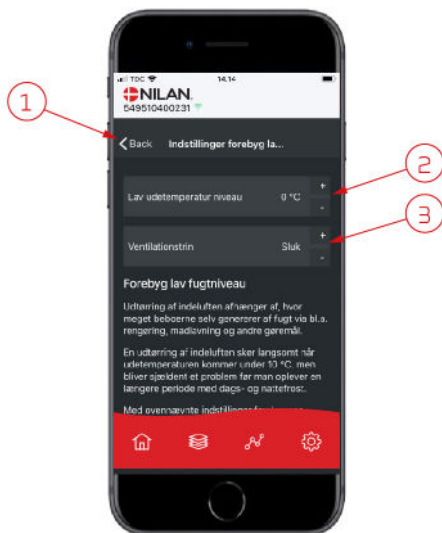 TDC 14.14
NILAN
549510400231
Back Indstillinger forebyg la...
Lav udetemperatur niveau 0 °C + -
Ventilationstrin Sluk + -
Forebyg lav fugtniveau
Udtørring af indeluften afhænger af, hvor
meget beboerne selv genererer af fugt via bl.a.
rengøring, madlavning og andre gøremål.
En udtørring af indeluften sker langsomt når
udetemperaturen kommer under 10 °C, men
bliver sjældent et problem før man oplever en
længere periode med dags- og nattefrost.
Med ovennævnte indstillinger
1
2
3